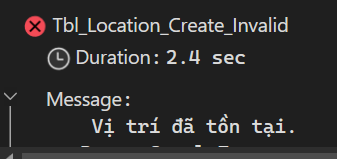 Tbl_Location_Create_Invalid
Duration: 2.4 sec
Message:
Vị trí đã tồn tại.